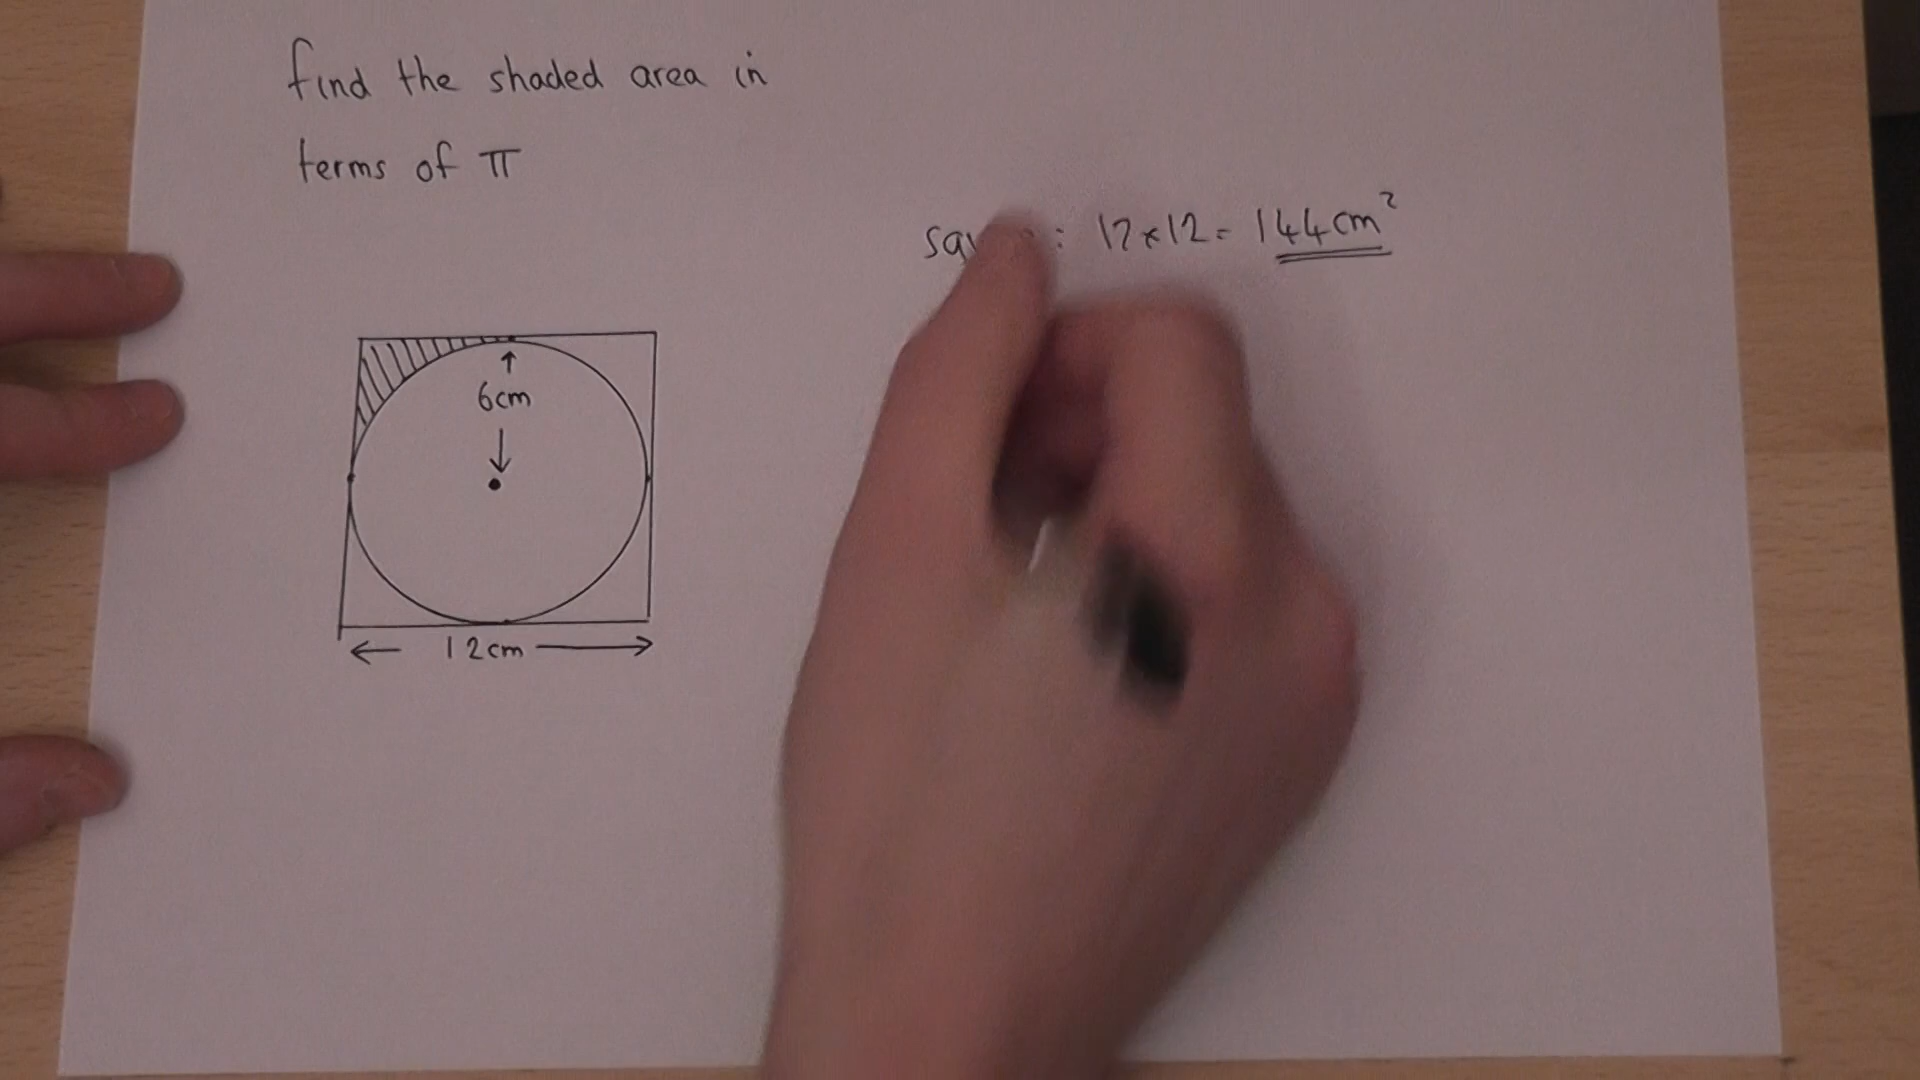 find the shaded area in
terms of π
: 12×12= 144cm²
6cm
12cm